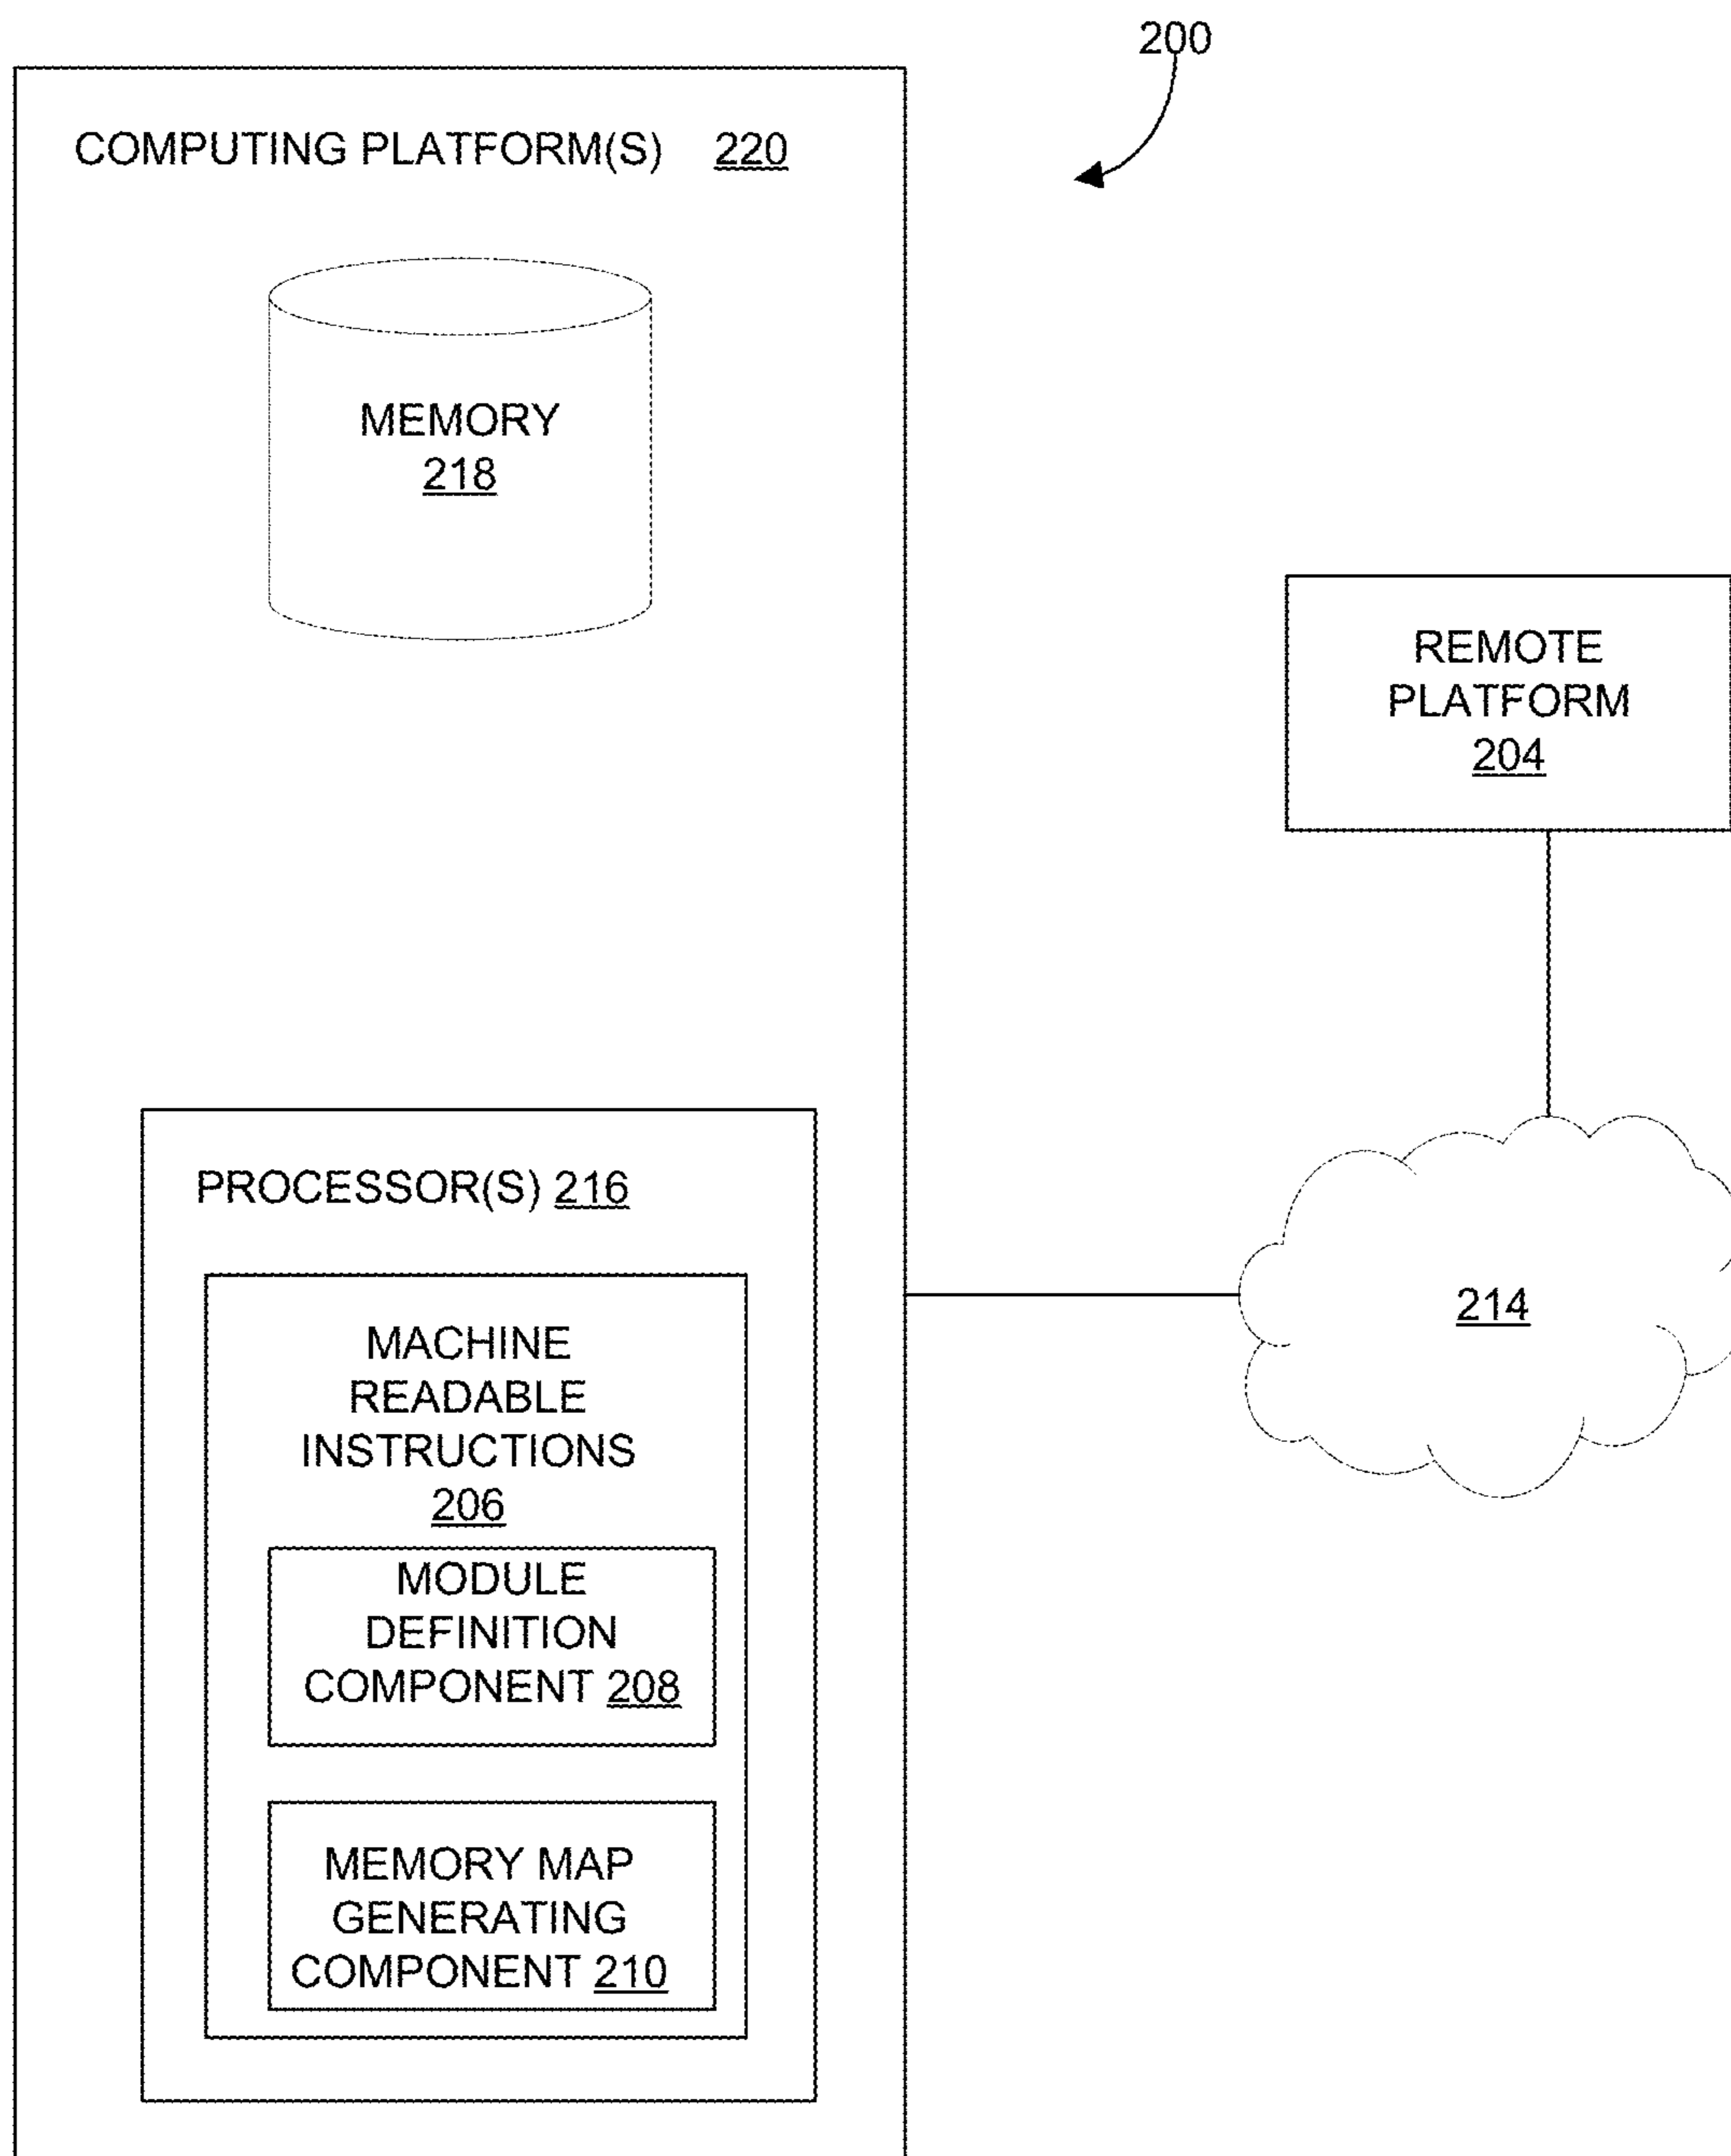 200
COMPUTING PLATFORM(S) 220
MEMORY
218
REMOTE
PLATFORM
204
PROCESSOR(S) 216
MACHINE
READABLE
INSTRUCTIONS
206
214
MODULE
DEFINITION
COMPONENT 208
MEMORY MAP
GENERATING
COMPONENT 210